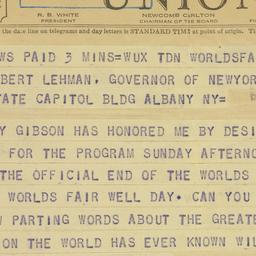 UNION
R. B. WHITE
PRESIDENT
NEWCOMB CARLTON
CHAIRMAN OF THE BOARD
date line on telegrams and day letters is STANDARD TIME at point of origin.
WS PAID 3 MINS=WUX TDN WORLDSFA
BERT LEHMAN, GOVERNOR OF NEWYOR
ATE CAPITOL BLDG ALBANY NY=
Y GIBSON HAS HONORED ME BY DESI
FOR THE PROGRAM SUNDAY AFTERNO
THE OFFICIAL END OF THE WORLDS
WORLDS FAIR WELL DAY. CAN YOU
W PARTING WORDS ABOUT THE GREATE
ON THE WORLD HAS EVER KNOWN WIL